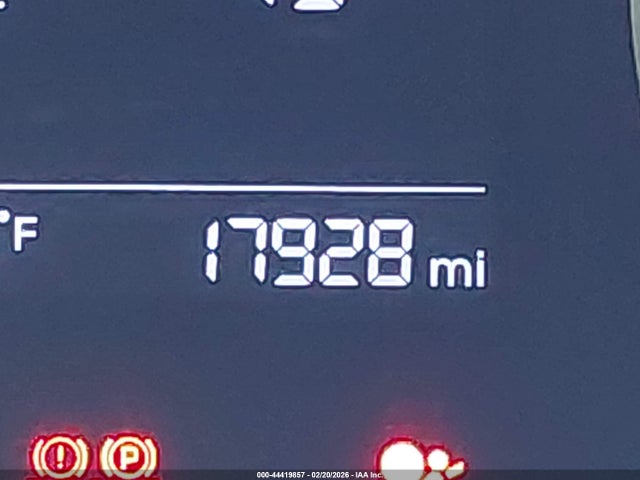 °F
17928 mi
! P
000-44419857 - 02/20/2026 - IAA Inc.